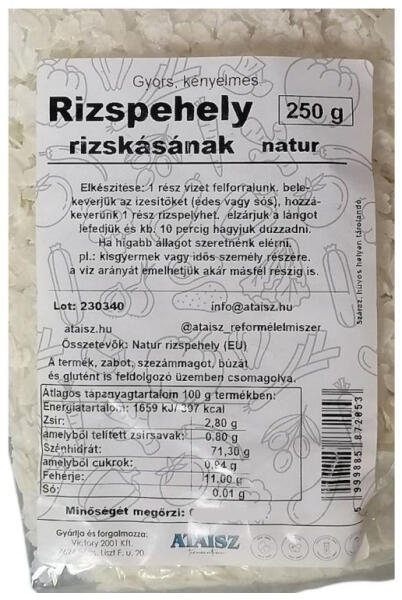 Gyors, kényelmes.
Rizspehely 250 g
rizskásának natur
Elkészítése: 1 rész vizet felforralunk, bele-
keverjük az ízesítőket (édes vagy sós), hozzá-
keverünk 1 rész rizspelyhet. elzárjuk a lángot
lefedjük és kb. 10 percig hagyjuk duzzadni.
Ha hígabb állagot szeretnénk elérni,
pl.: kisgyermek vagy idős személy részére.
a víz arányát emelhetjük akár másfél részig is.
Száraz, hűvös helyen tárolandó.
Lot: 230340 info@ataisz.hu
ataisz.hu @ataisz_reformélelmiszer
Összetevők: Natur rizspehely (EU)
A termék, zabot, szezámmagot, búzát
és glutént is feldolgozó üzemben csomagolva.
Átlagos tápanyagtartalom 100 g termékben:
Energiatartalom: 1659 kJ/ 397 kcal
Zsír: 2,80 g
amelyből telített zsírsavak: 0.80 g
Szénhidrát: 71,30 g
amelyből cukrok: 0,94 g
Fehérje: 11.00 g
Só: 0.01 g
5 999885 872053
Minőségét megőrzi:
Gyártja és forgalmazza:
Victory 2001 Kft.
Liszt F. u. 20.
ATAISZ